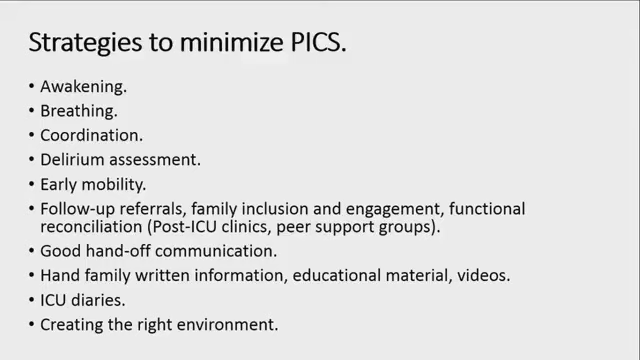 Strategies to minimize PICS.
• Awakening.
• Breathing.
• Coordination.
• Delirium assessment.
• Early mobility.
• Follow-up referrals, family inclusion and engagement, functional
reconciliation (Post-ICU clinics, peer support groups).
• Good hand-off communication.
• Hand family written information, educational material, videos.
• ICU diaries.
• Creating the right environment.